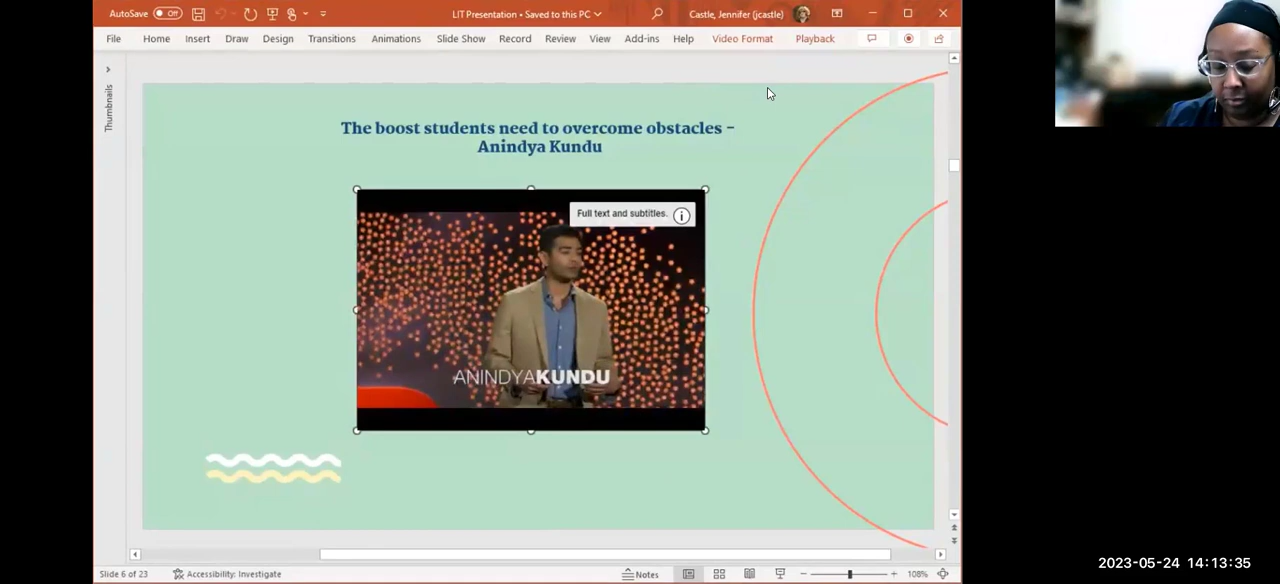 AutoSave Off
LIT Presentation • Saved to this PC
Castle, Jennifer (jcastle)
File Home Insert Draw Design Transitions Animations Slide Show Record Review View Add-ins Help Video Format Playback
Thumbnails
The boost students need to overcome obstacles -
Anindya Kundu
Full text and subtitles.
ANINDYAKUNDU
Slide 6 of 23 Accessibility: Investigate Notes 108%
2023-05-24 14:13:35